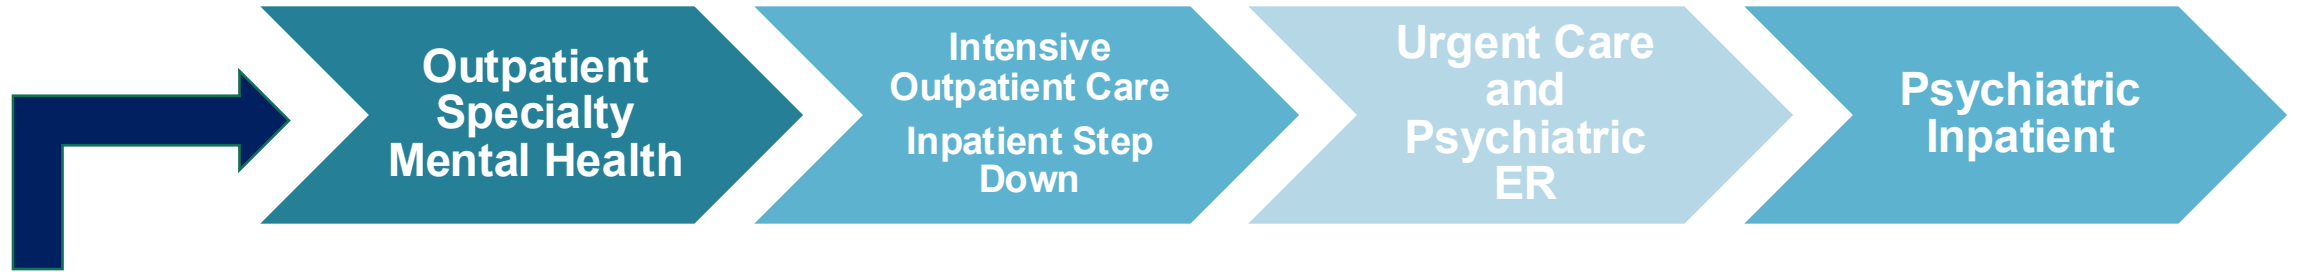 Outpatient
Specialty
Mental Health
Intensive
Outpatient Care
Inpatient Step
Down
Urgent Care
and
Psychiatric
ER
Psychiatric
Inpatient